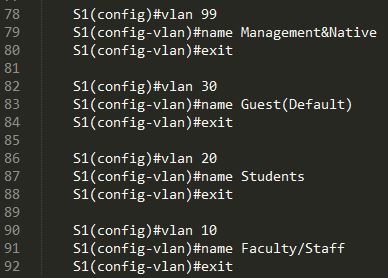 78 S1(config)#vlan 99
79 S1(config-vlan)#name Management&Native
80 S1(config-vlan)#exit
81
82 S1(config)#vlan 30
83 S1(config-vlan)#name Guest(Default)
84 S1(config-vlan)#exit
85
86 S1(config)#vlan 20
87 S1(config-vlan)#name Students
88 S1(config-vlan)#exit
89
90 S1(config)#vlan 10
91 S1(config-vlan)#name Faculty/Staff
92 S1(config-vlan)#exit